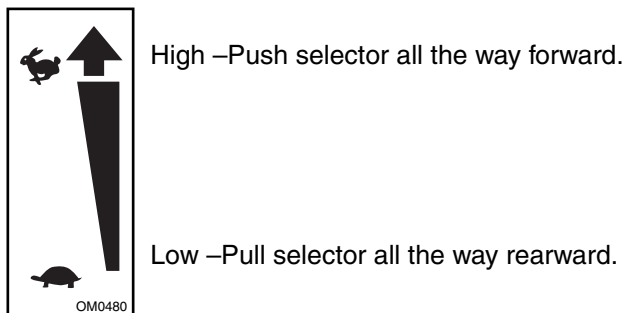 High –Push selector all the way forward.
Low –Pull selector all the way rearward.
OM0480